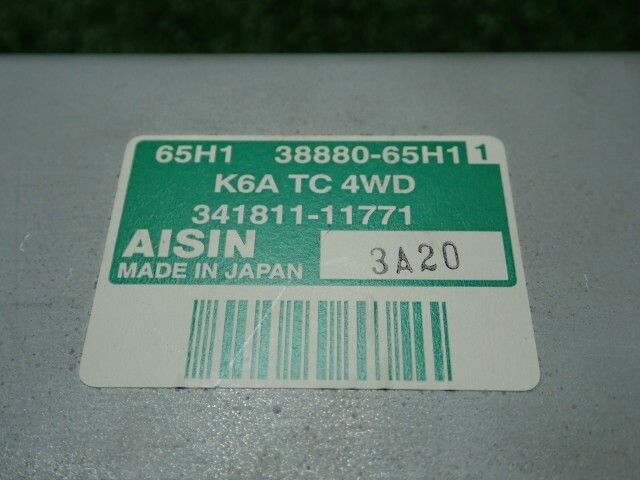 65H1 38880-65H1 1
K6A TC 4WD
341811-11771
AISIN
MADE IN JAPAN 3A20